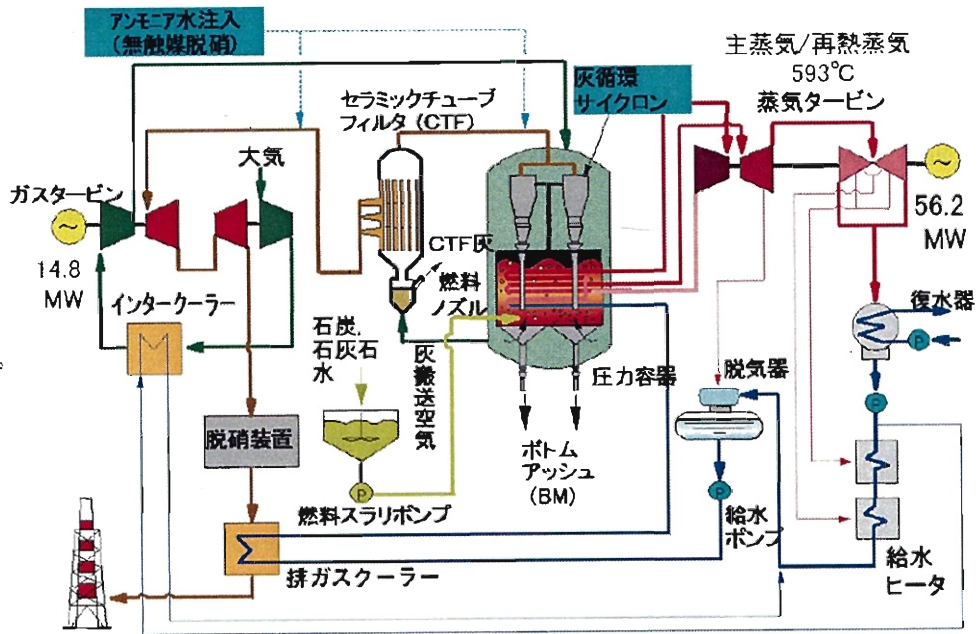 アンモニア水注入
(無触媒脱硝)
主蒸気/再熱蒸気
593℃
蒸気タービン
灰循環
サイクロン
セラミックチューブ
フィルタ(CTF)
大気
ガスタービン
~
14.8
MW
~
56.2
MW
CTF灰
燃料
ノズル
インタークーラー
復水器
P
石炭,
石灰石
水
灰搬送空気
圧力容器
脱気器
P
脱硝装置
ボトム
アッシュ
(BM)
P
燃料スラリポンプ
P
給水
ポンプ
給水
ヒータ
排ガスクーラー